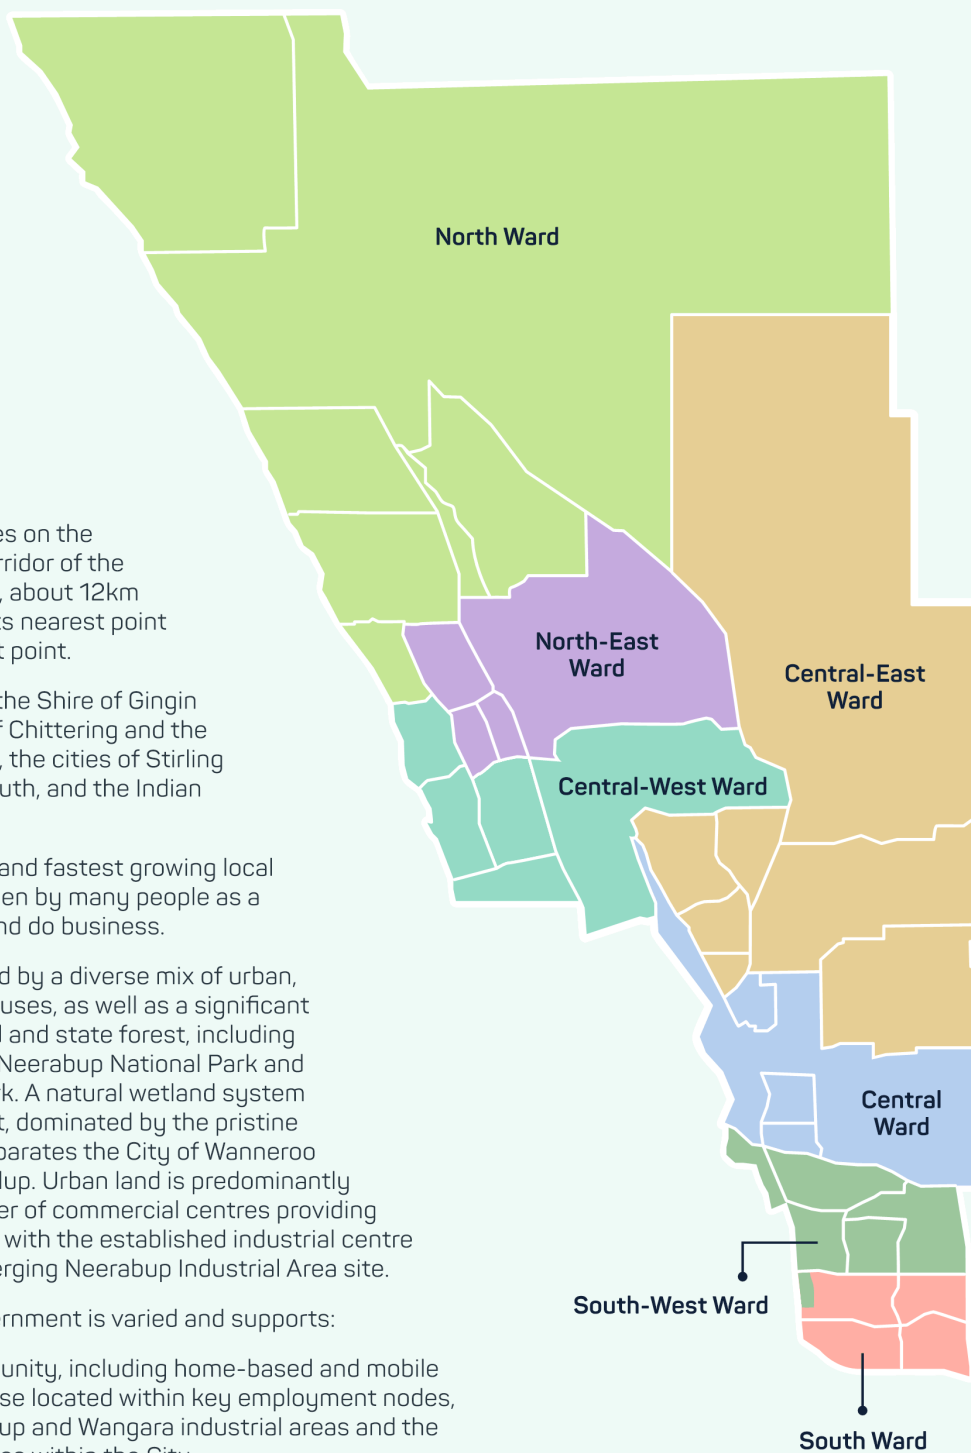 North Ward
North-East
Ward
Central-East
Ward
Central-West Ward
Central
Ward
South-West Ward
South Ward
es on the
rridor of the
, about 12km
ts nearest point
t point.
the Shire of Gingin
f Chittering and the
, the cities of Stirling
uth, and the Indian
and fastest growing local
en by many people as a
nd do business.
d by a diverse mix of urban,
uses, as well as a significant
l and state forest, including
Neerabup National Park and
rk. A natural wetland system
t, dominated by the pristine
parates the City of Wanneroo
lup. Urban land is predominantly
er of commercial centres providing
with the established industrial centre
erging Neerabup Industrial Area site.
ernment is varied and supports:
unity, including home-based and mobile
se located within key employment nodes,
up and Wangara industrial areas and the
within the City